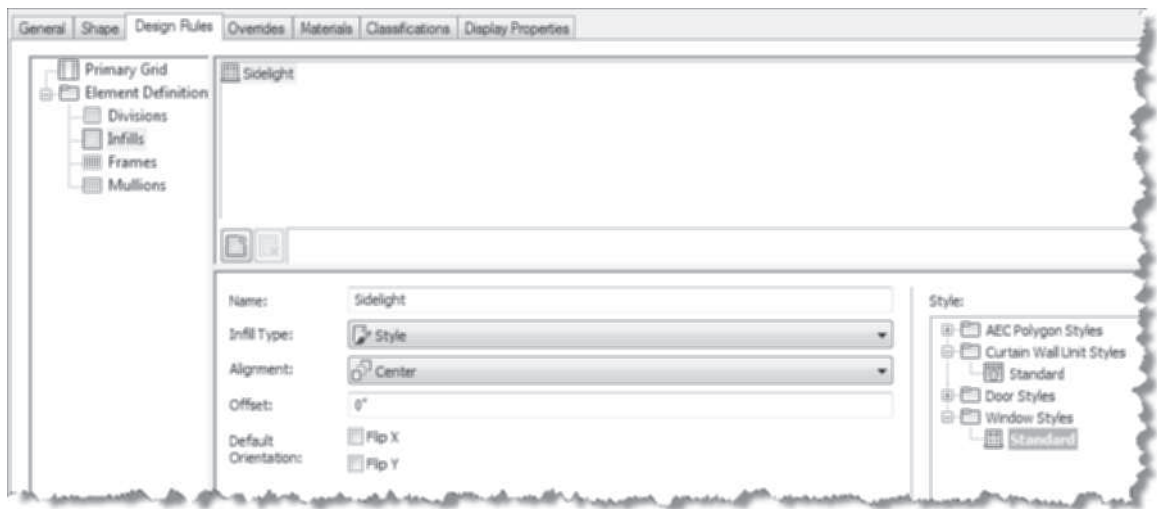 General Shape Design Rules Overrides Materials Classifications Display Properties
Primary Grid
Element Definition
Divisions
Infills
Frames
Mullions
Sidelight
Name: Sidelight
Infill Type: Style
Alignment: Center
Offset: 0"
Default Orientation:
Flip X
Flip Y
Style:
AEC Polygon Styles
Curtain Wall Unit Styles
Standard
Door Styles
Window Styles
Standard